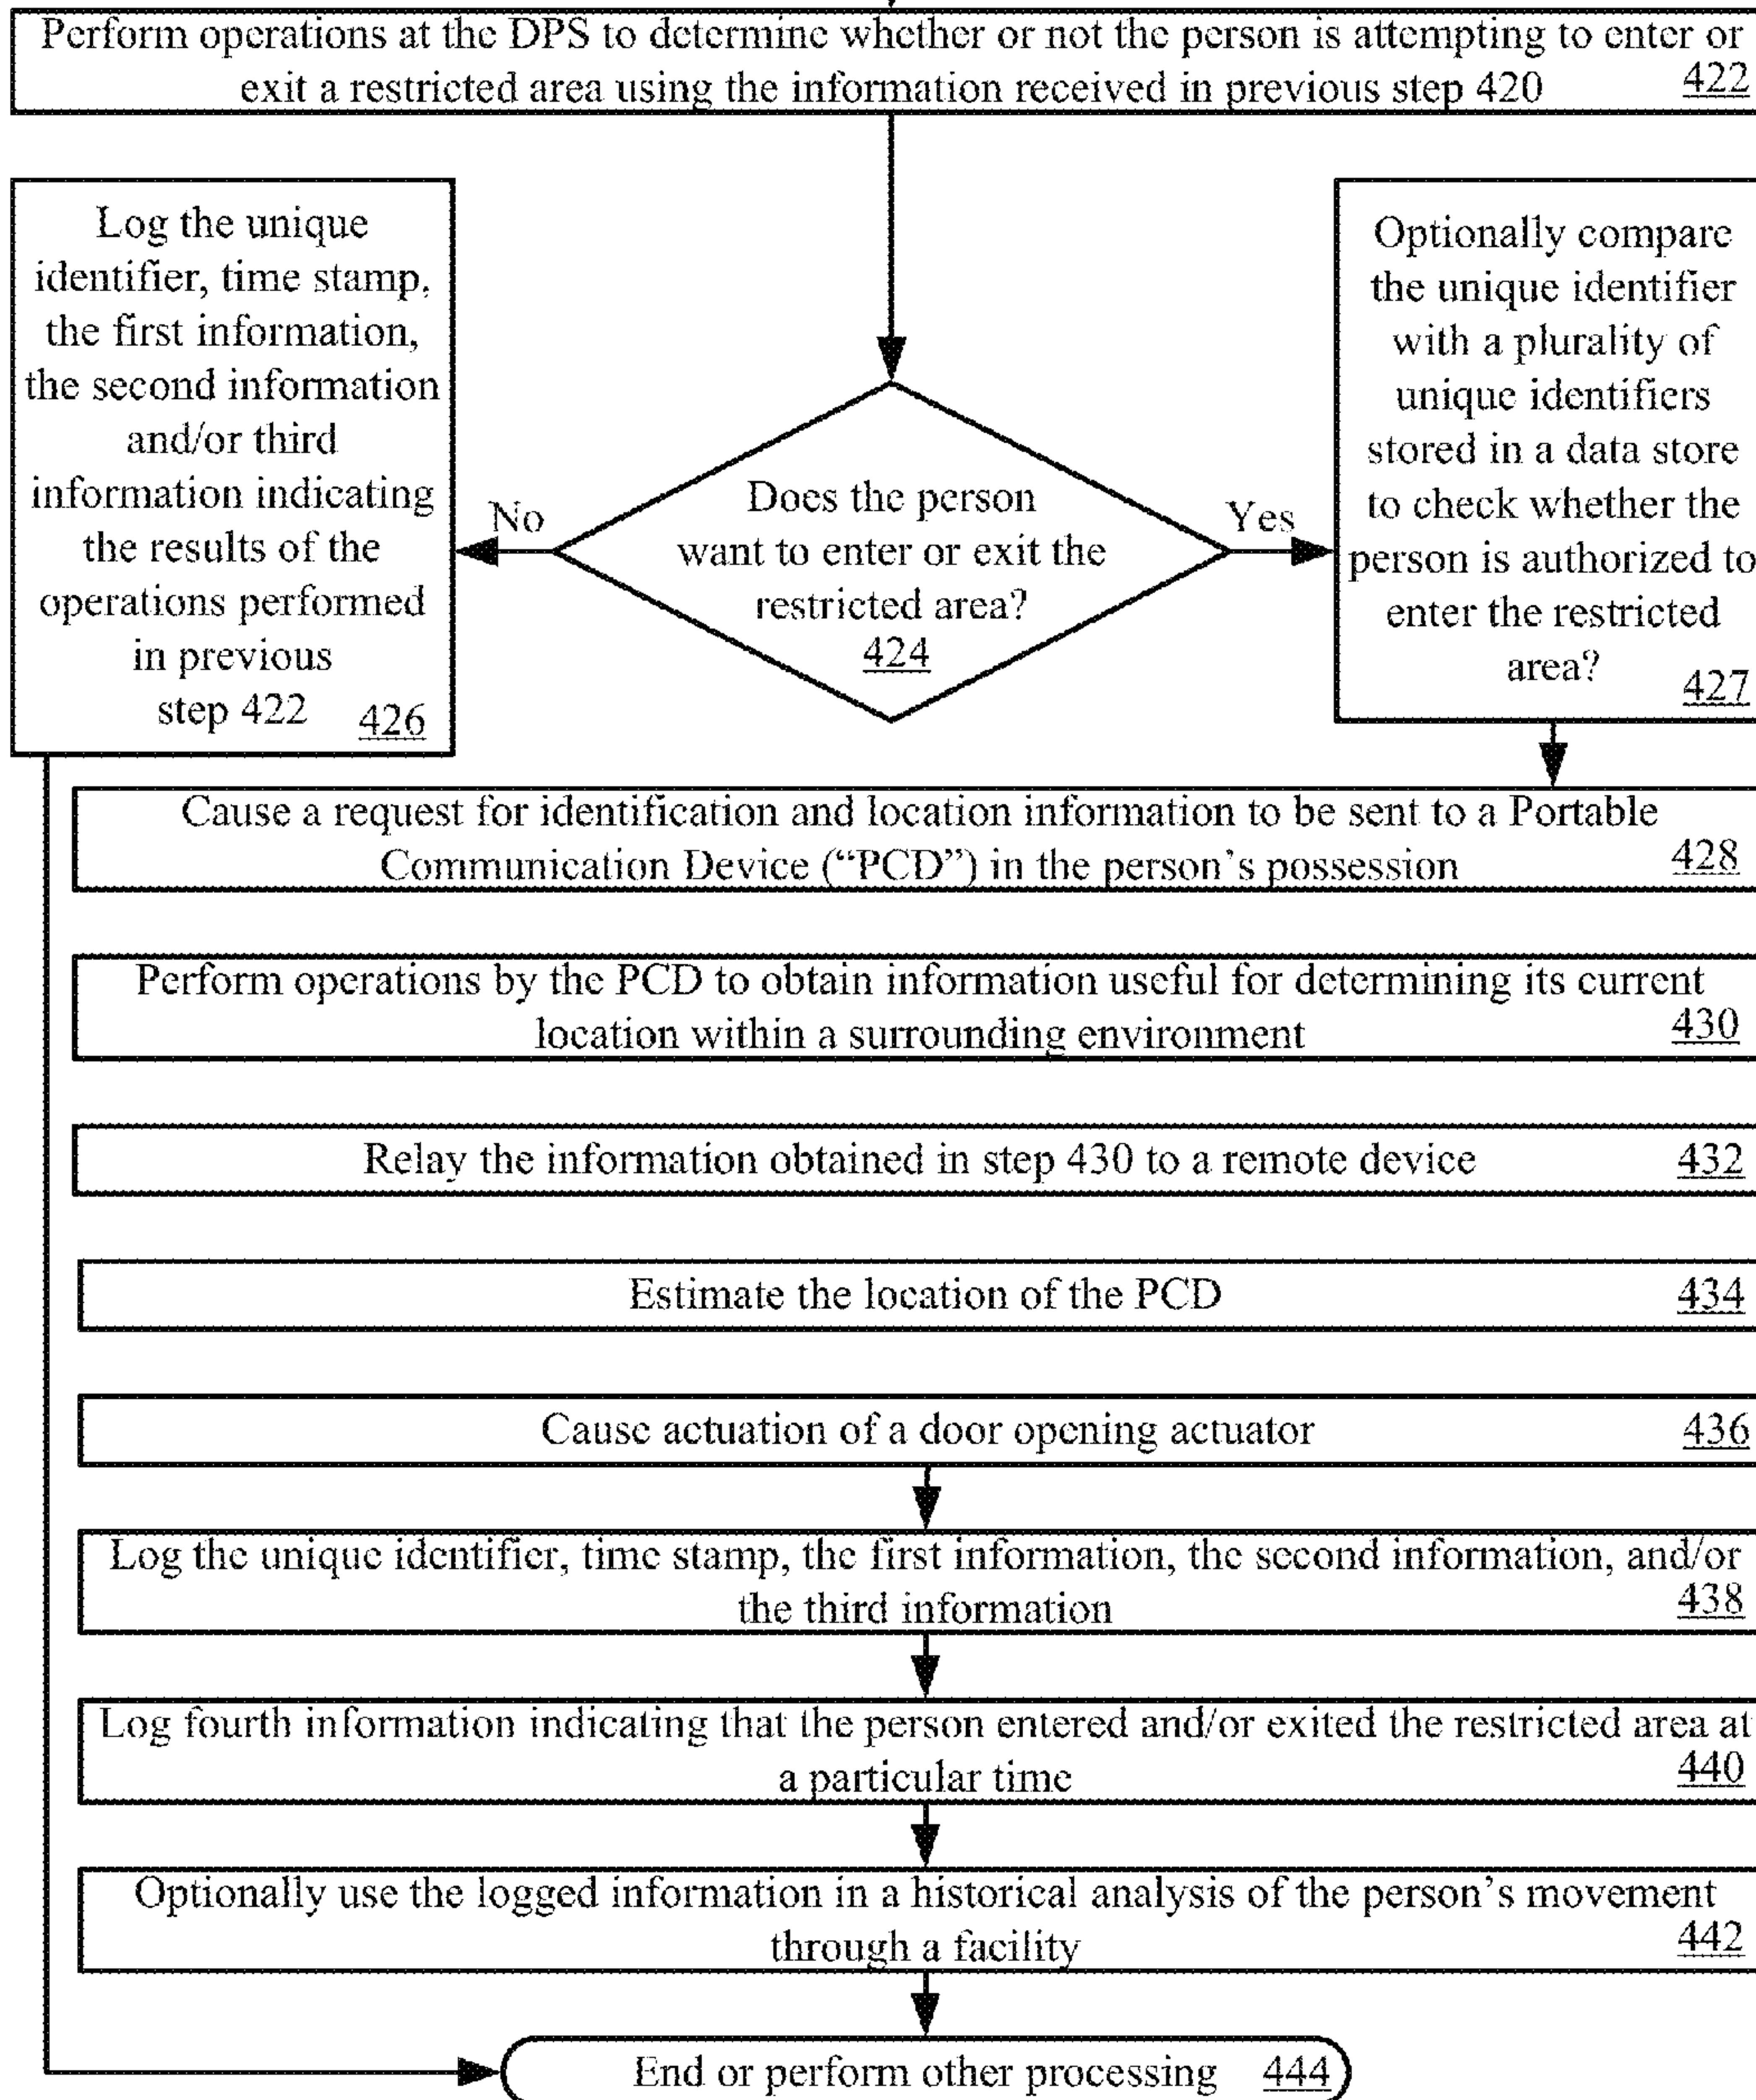 Perform operations at the DPS to determine whether or not the person is attempting to enter or
exit a restricted area using the information received in previous step 420 422
Log the unique
identifier, time stamp,
the first information,
the second information
and/or third
information indicating
the results of the
operations performed
in previous
step 422 426
No
Does the person
want to enter or exit the
restricted area?
424
Yes
Optionally compare
the unique identifier
with a plurality of
unique identifiers
stored in a data store
to check whether the
person is authorized to
enter the restricted
area? 427
Cause a request for identification and location information to be sent to a Portable
Communication Device (“PCD”) in the person’s possession 428
Perform operations by the PCD to obtain information useful for determining its current
location within a surrounding environment 430
Relay the information obtained in step 430 to a remote device 432
Estimate the location of the PCD 434
Cause actuation of a door opening actuator 436
Log the unique identifier, time stamp, the first information, the second information, and/or
the third information 438
Log fourth information indicating that the person entered and/or exited the restricted area at
a particular time 440
Optionally use the logged information in a historical analysis of the person’s movement
through a facility 442
End or perform other processing 444